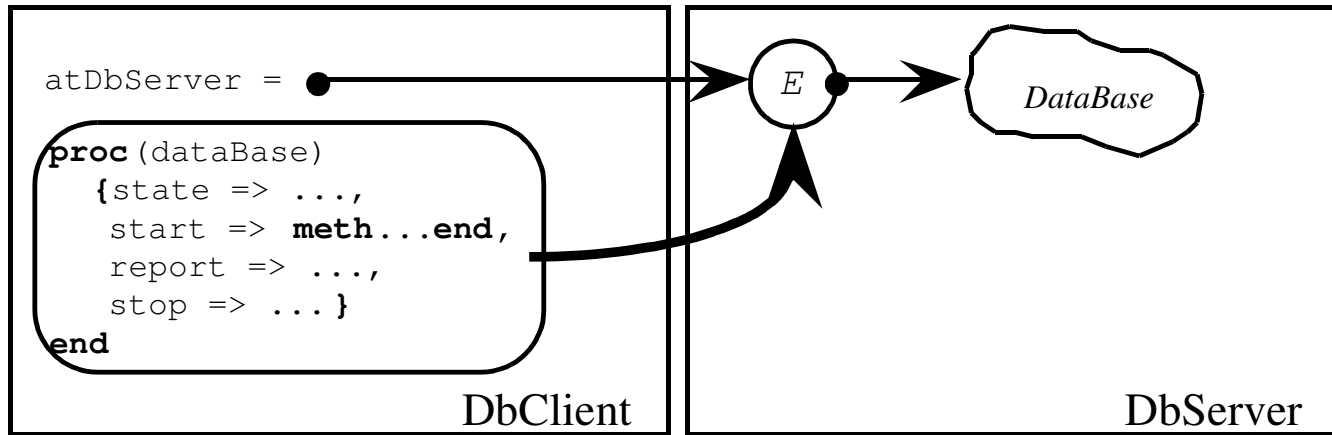 atDbServer =
E
DataBase
proc(dataBase)
{state => ...,
start => meth...end,
report => ...,
stop => ...}
end
DbClient
DbServer